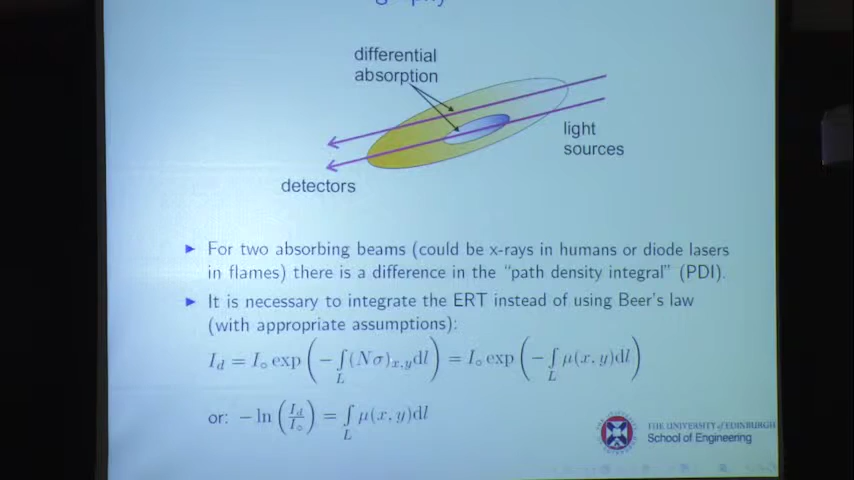 differential
absorption
light
sources
detectors
► For two absorbing beams (could be x-rays in humans or diode lasers
in flames) there is a difference in the "path density integral" (PDI).
► It is necessary to integrate the ERT instead of using Beer's law
(with appropriate assumptions):
I_d = I_∘ exp(−∫_L (Nσ)_{x,y}dl) = I_∘ exp(−∫_L μ(x, y)dl)
or: −ln(I_d/I_∘) = ∫_L μ(x, y)dl
THE UNIVERSITY of EDINBURGH
School of Engineering